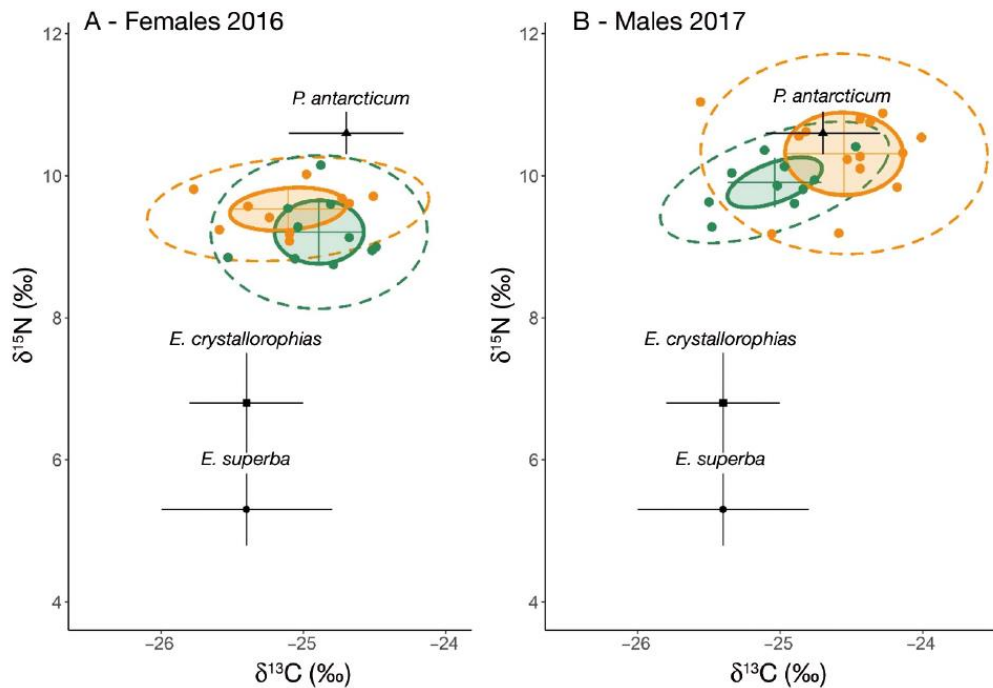 A - Females 2016
B - Males 2017
12
10
8
6
4
δ¹⁵N (‰)
P. antarcticum
E. crystallorophias
E. superba
−26
−25
−24
δ¹³C (‰)
12
10
8
6
4
δ¹⁵N (‰)
P. antarcticum
E. crystallorophias
E. superba
−26
−25
−24
δ¹³C (‰)